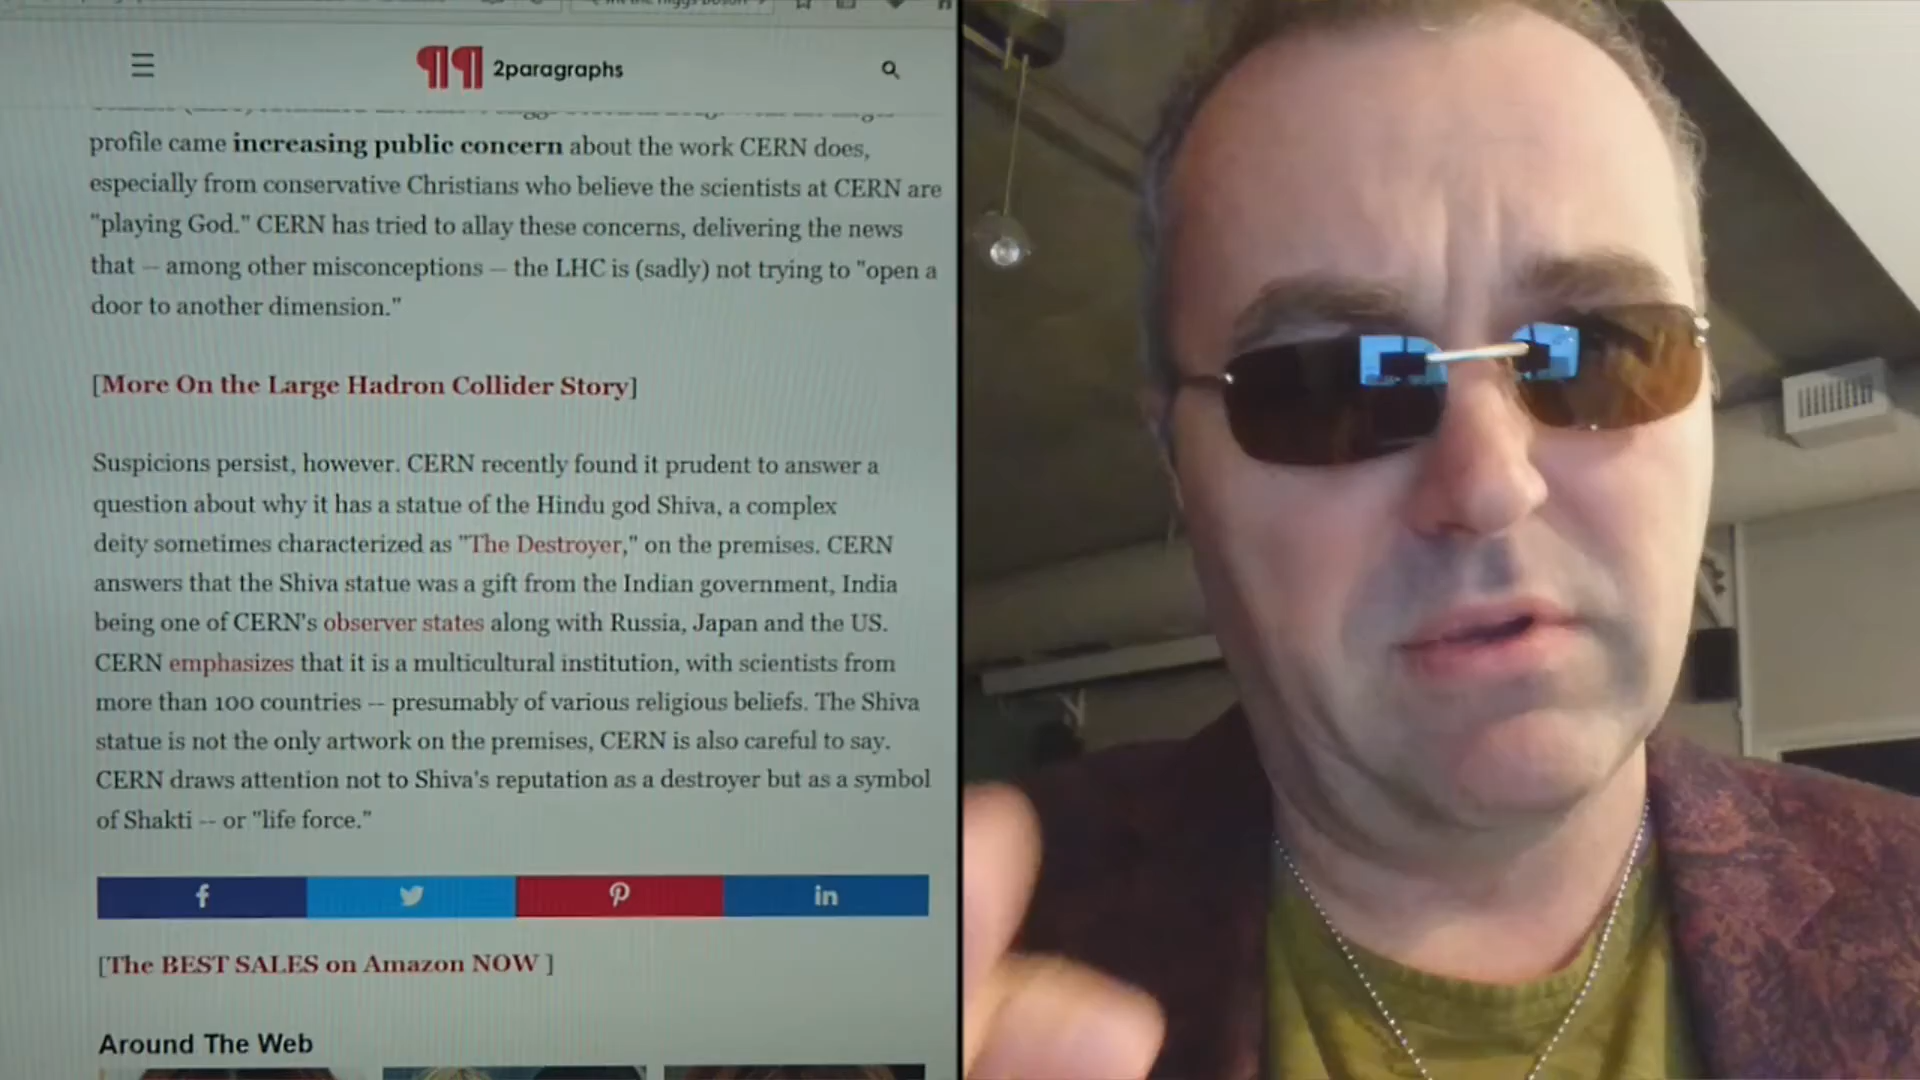 2paragraphs
profile came increasing public concern about the work CERN does,
especially from conservative Christians who believe the scientists at CERN are
"playing God." CERN has tried to allay these concerns, delivering the news
that -- among other misconceptions -- the LHC is (sadly) not trying to "open a
door to another dimension."
[More On the Large Hadron Collider Story]
Suspicions persist, however. CERN recently found it prudent to answer a
question about why it has a statue of the Hindu god Shiva, a complex
deity sometimes characterized as "The Destroyer," on the premises. CERN
answers that the Shiva statue was a gift from the Indian government, India
being one of CERN's observer states along with Russia, Japan and the US.
CERN emphasizes that it is a multicultural institution, with scientists from
more than 100 countries -- presumably of various religious beliefs. The Shiva
statue is not the only artwork on the premises, CERN is also careful to say.
CERN draws attention not to Shiva's reputation as a destroyer but as a symbol
of Shakti -- or "life force."
[The BEST SALES on Amazon NOW ]
Around The Web